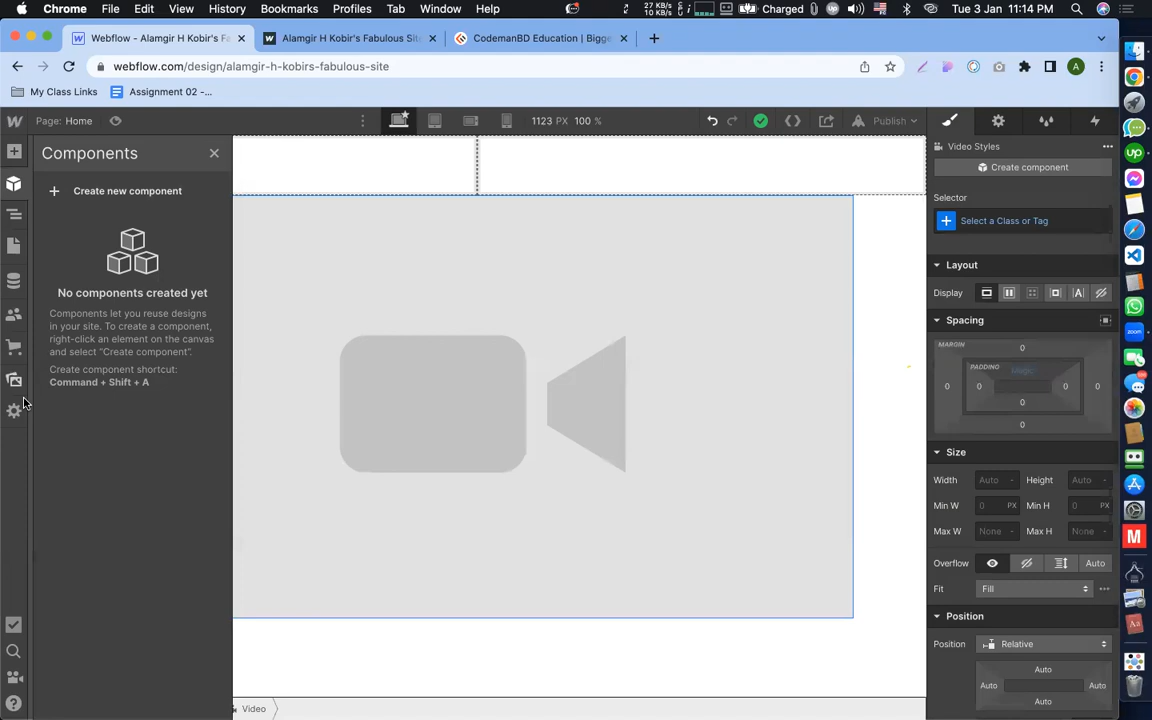 Chrome File Edit View History Bookmarks Profiles Tab Window Help 27 KB/s 10 KB/s Charged Tue 3 Jan 11:14 PM
Webflow - Alamgir H Kobir's Fa Alamgir H Kobir's Fabulous Sit CodemanBD Education | Bigge
webflow.com/design/alamgir-h-kobirs-fabulous-site A
My Class Links Assignment 02 -...
Page: Home 1123 PX 100 % Publish
Components
Video Styles
Create component
Create new component
Selector
Select a Class or Tag
No components created yet
Components let you reuse designs
in your site. To create a component,
right-click an element on the canvas
and select "Create component".
Create component shortcut:
Command + Shift + A
Layout
Display
Spacing
MARGIN
0
PADDING
0 0 0 0
0
0
Size
Width Auto - Height Auto -
Min W 0 PX Min H 0 PX
Max W None - Max H None -
Overflow Auto
Fit Fill
Position
Position Relative
Auto
Auto Auto
Auto
Video